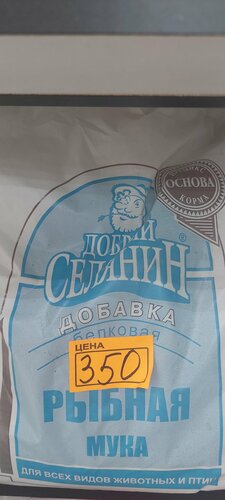 ОСНОВА
КОРМА
ДОБРЫЙ
СЕЛЯНИН®
ДОБАВКА
белковая
ЦЕНА
350
РЫБНАЯ
МУКА
ДЛЯ ВСЕХ ВИДОВ ЖИВОТНЫХ И ПТИ